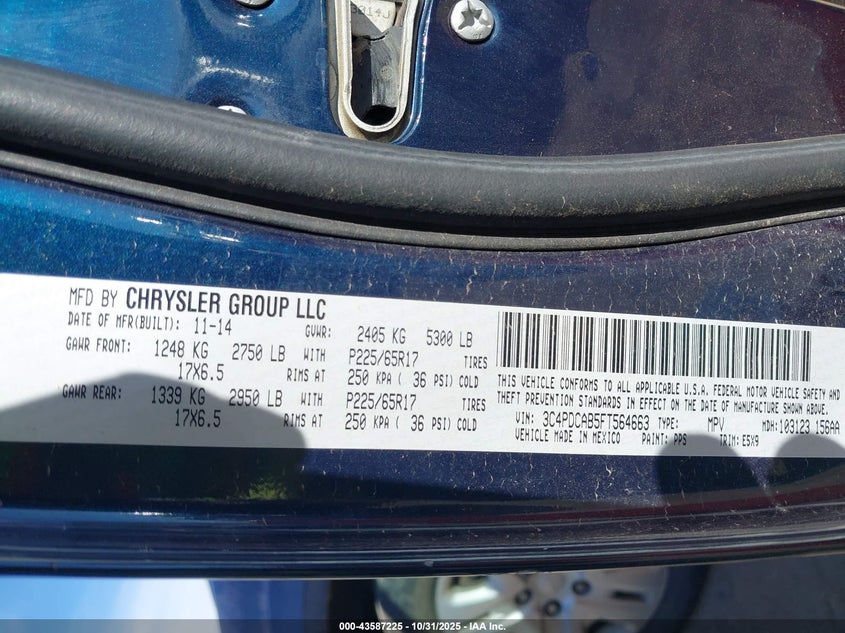 MFD BY CHRYSLER GROUP LLC
DATE OF MFR(BUILT): 11-14 GVWR: 2405 KG 5300 LB
GAWR FRONT: 1248 KG 2750 LB WITH P225/65R17 TIRES
17X6.5 RIMS AT 250 KPA ( 36 PSI) COLD
GAWR REAR: 1339 KG 2950 LB WITH P225/65R17 TIRES
17X6.5 RIMS AT 250 KPA ( 36 PSI) COLD
THIS VEHICLE CONFORMS TO ALL APPLICABLE U.S.A. FEDERAL MOTOR VEHICLE SAFETY AND
THEFT PREVENTION STANDARDS IN EFFECT ON THE DATE OF MANUFACTURE SHOWN ABOVE.
VIN: 3C4PDCAB5FT564663 TYPE: MPV MDH: 103123 156AA
VEHICLE MADE IN MEXICO PAINT: PPS TRIM: E5X9
000-43587225 - 10/31/2025 - IAA Inc.